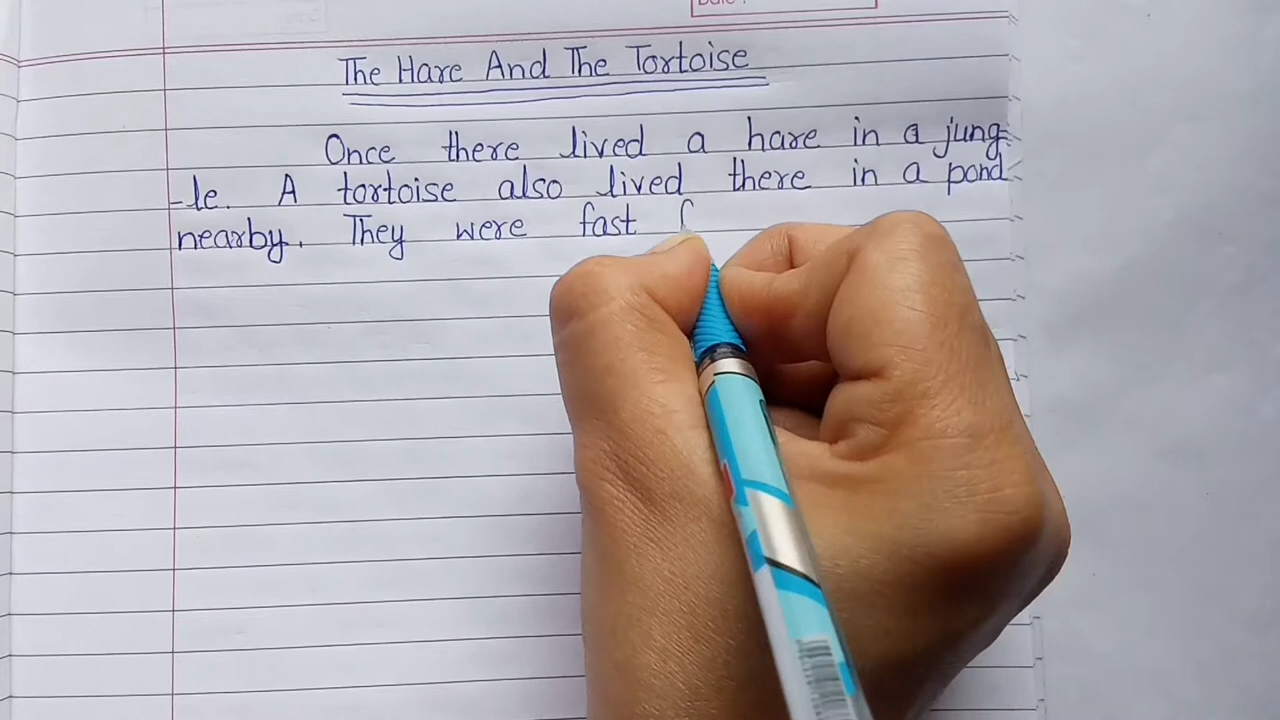 The Hare And The Tortoise
Once there lived a hare in a jung
-le. A tortoise also lived there in a pond
nearby. They were fast f